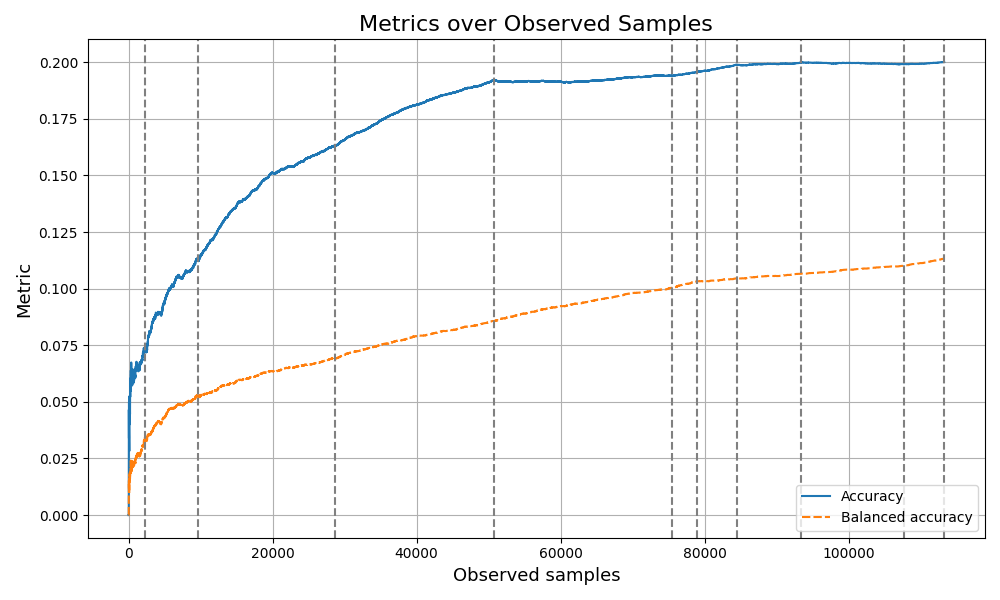 Metrics over Observed Samples
Metric
0.200
0.175
0.150
0.125
0.100
0.075
0.050
0.025
0.000
Accuracy
Balanced accuracy
0 20000 40000 60000 80000 100000
Observed samples